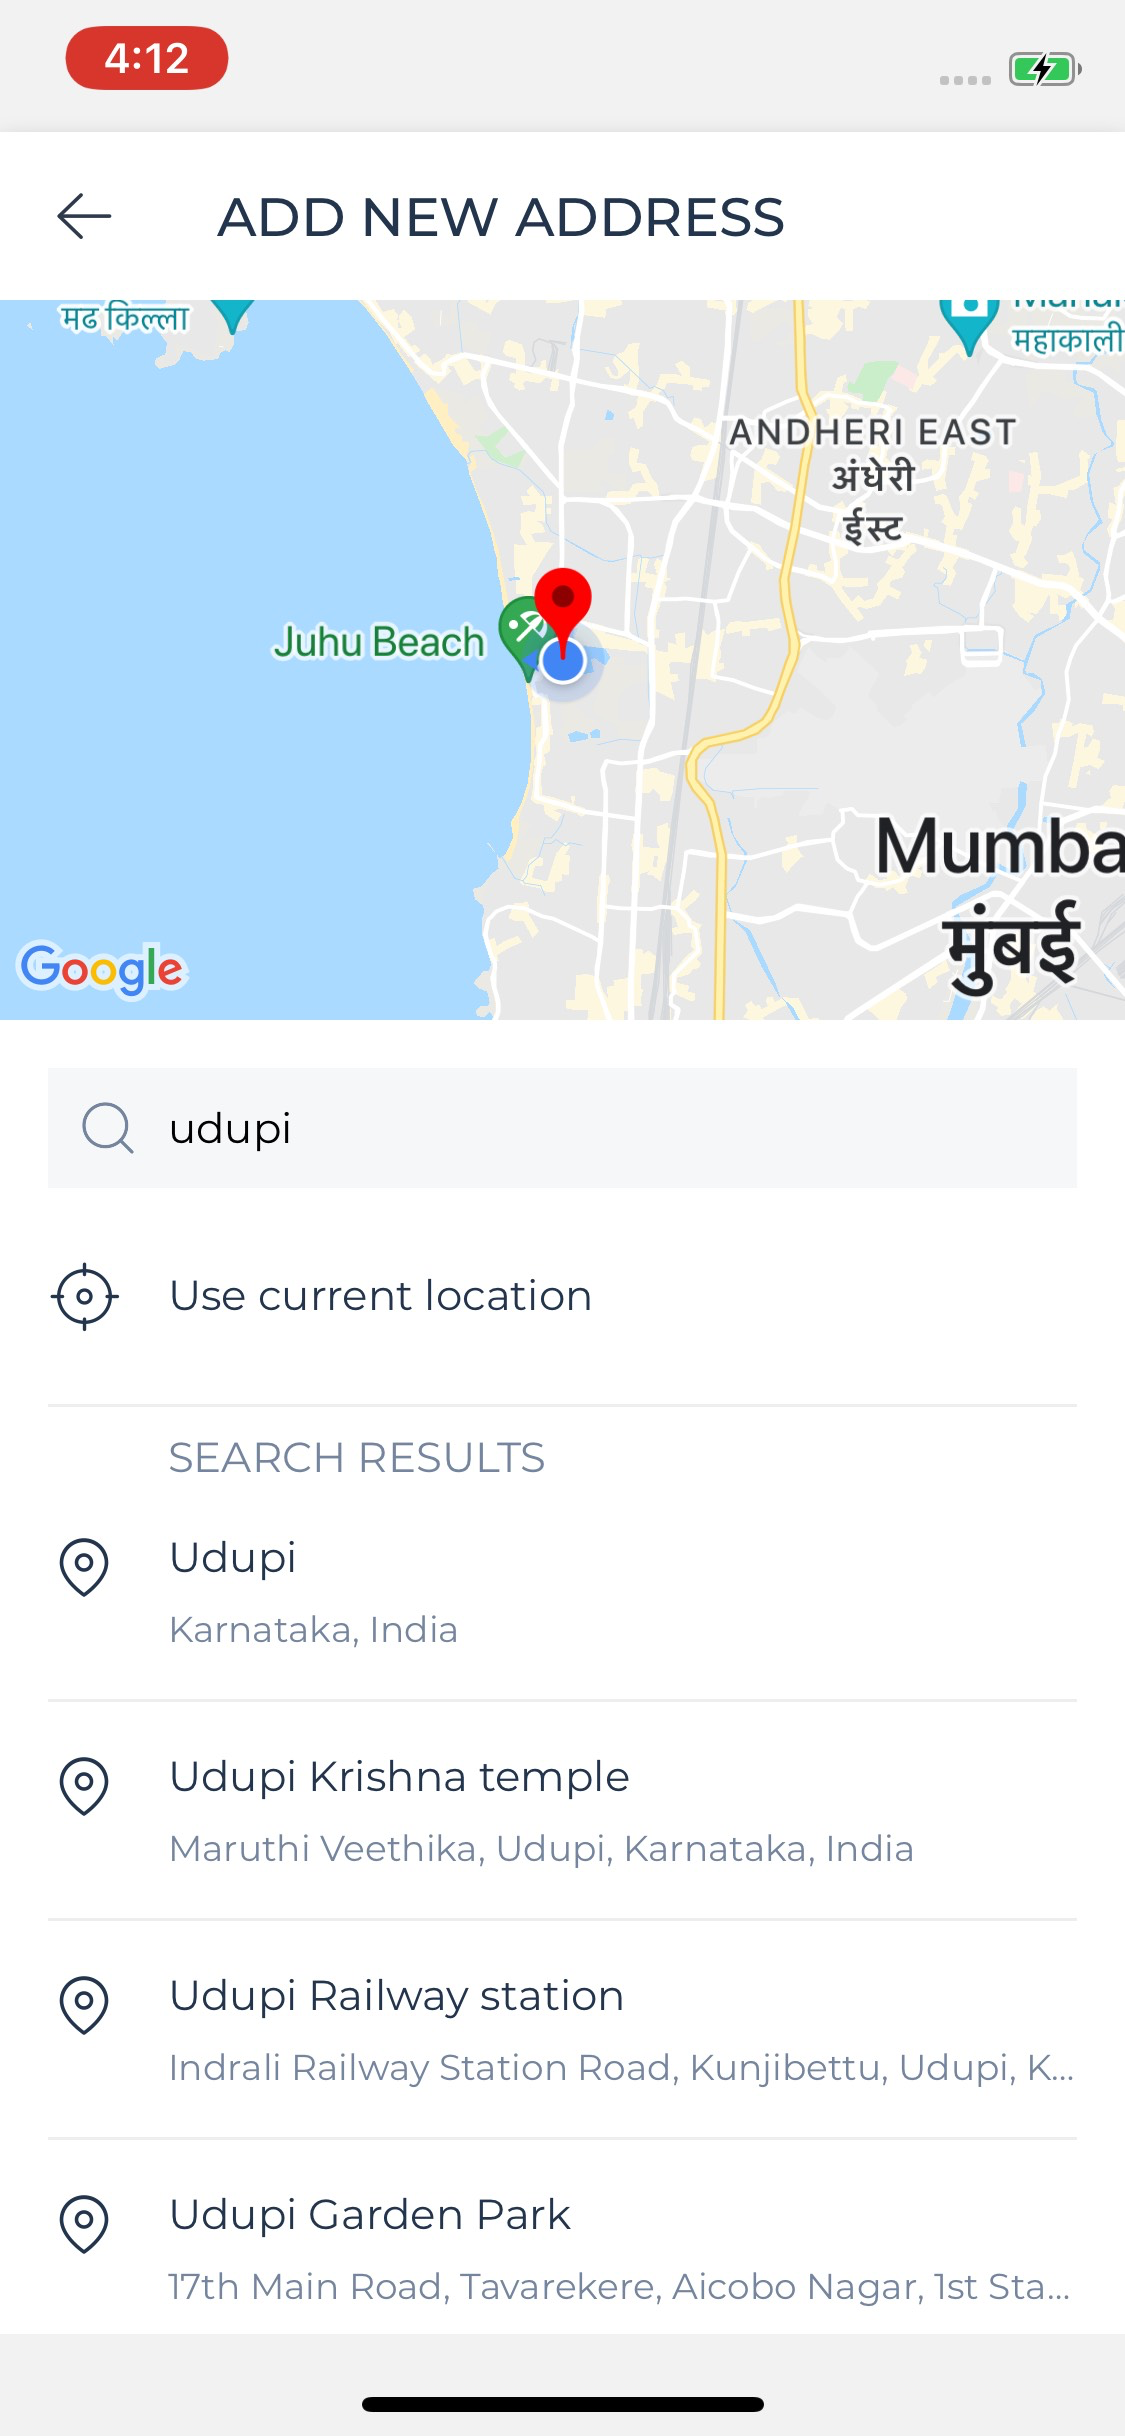 4:12
ADD NEW ADDRESS
मढ किल्ला
महाकाली
ANDHERI EAST
अंधेरी
ईस्ट
Juhu Beach
Mumba
मुंबई
Google
udupi
Use current location
SEARCH RESULTS
Udupi
Karnataka, India
Udupi Krishna temple
Maruthi Veethika, Udupi, Karnataka, India
Udupi Railway station
Indrali Railway Station Road, Kunjibettu, Udupi, K...
Udupi Garden Park
17th Main Road, Tavarekere, Aicobo Nagar, 1st Sta...